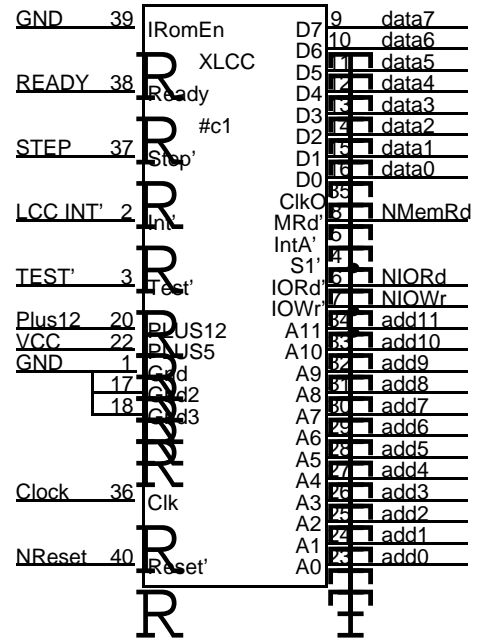 GND 39 IRomEn D7 9 data7
D6 10 data6
XLCC D5 11 data5
READY 38 Ready D4 12 data4
D3 13 data3
#c1 D2 14 data2
STEP 37 Step' D1 15 data1
D0 16 data0
ClkO 35
LCC INT' 2 Int' MRd' 8 NMemRd
IntA' 5
S1' 4
TEST' 3 Test' IORd' 6 NIORd
IOWr' 7 NIOWr
Plus12 20 PLUS12 A11 34 add11
VCC 22 PLUS5 A10 33 add10
GND 1 Gnd A9 32 add9
17 Gnd2 A8 31 add8
18 Gnd3 A7 30 add7
A6 29 add6
A5 28 add5
A4 27 add4
Clock 36 Clk A3 26 add3
A2 25 add2
A1 24 add1
NReset 40 Reset' A0 23 add0